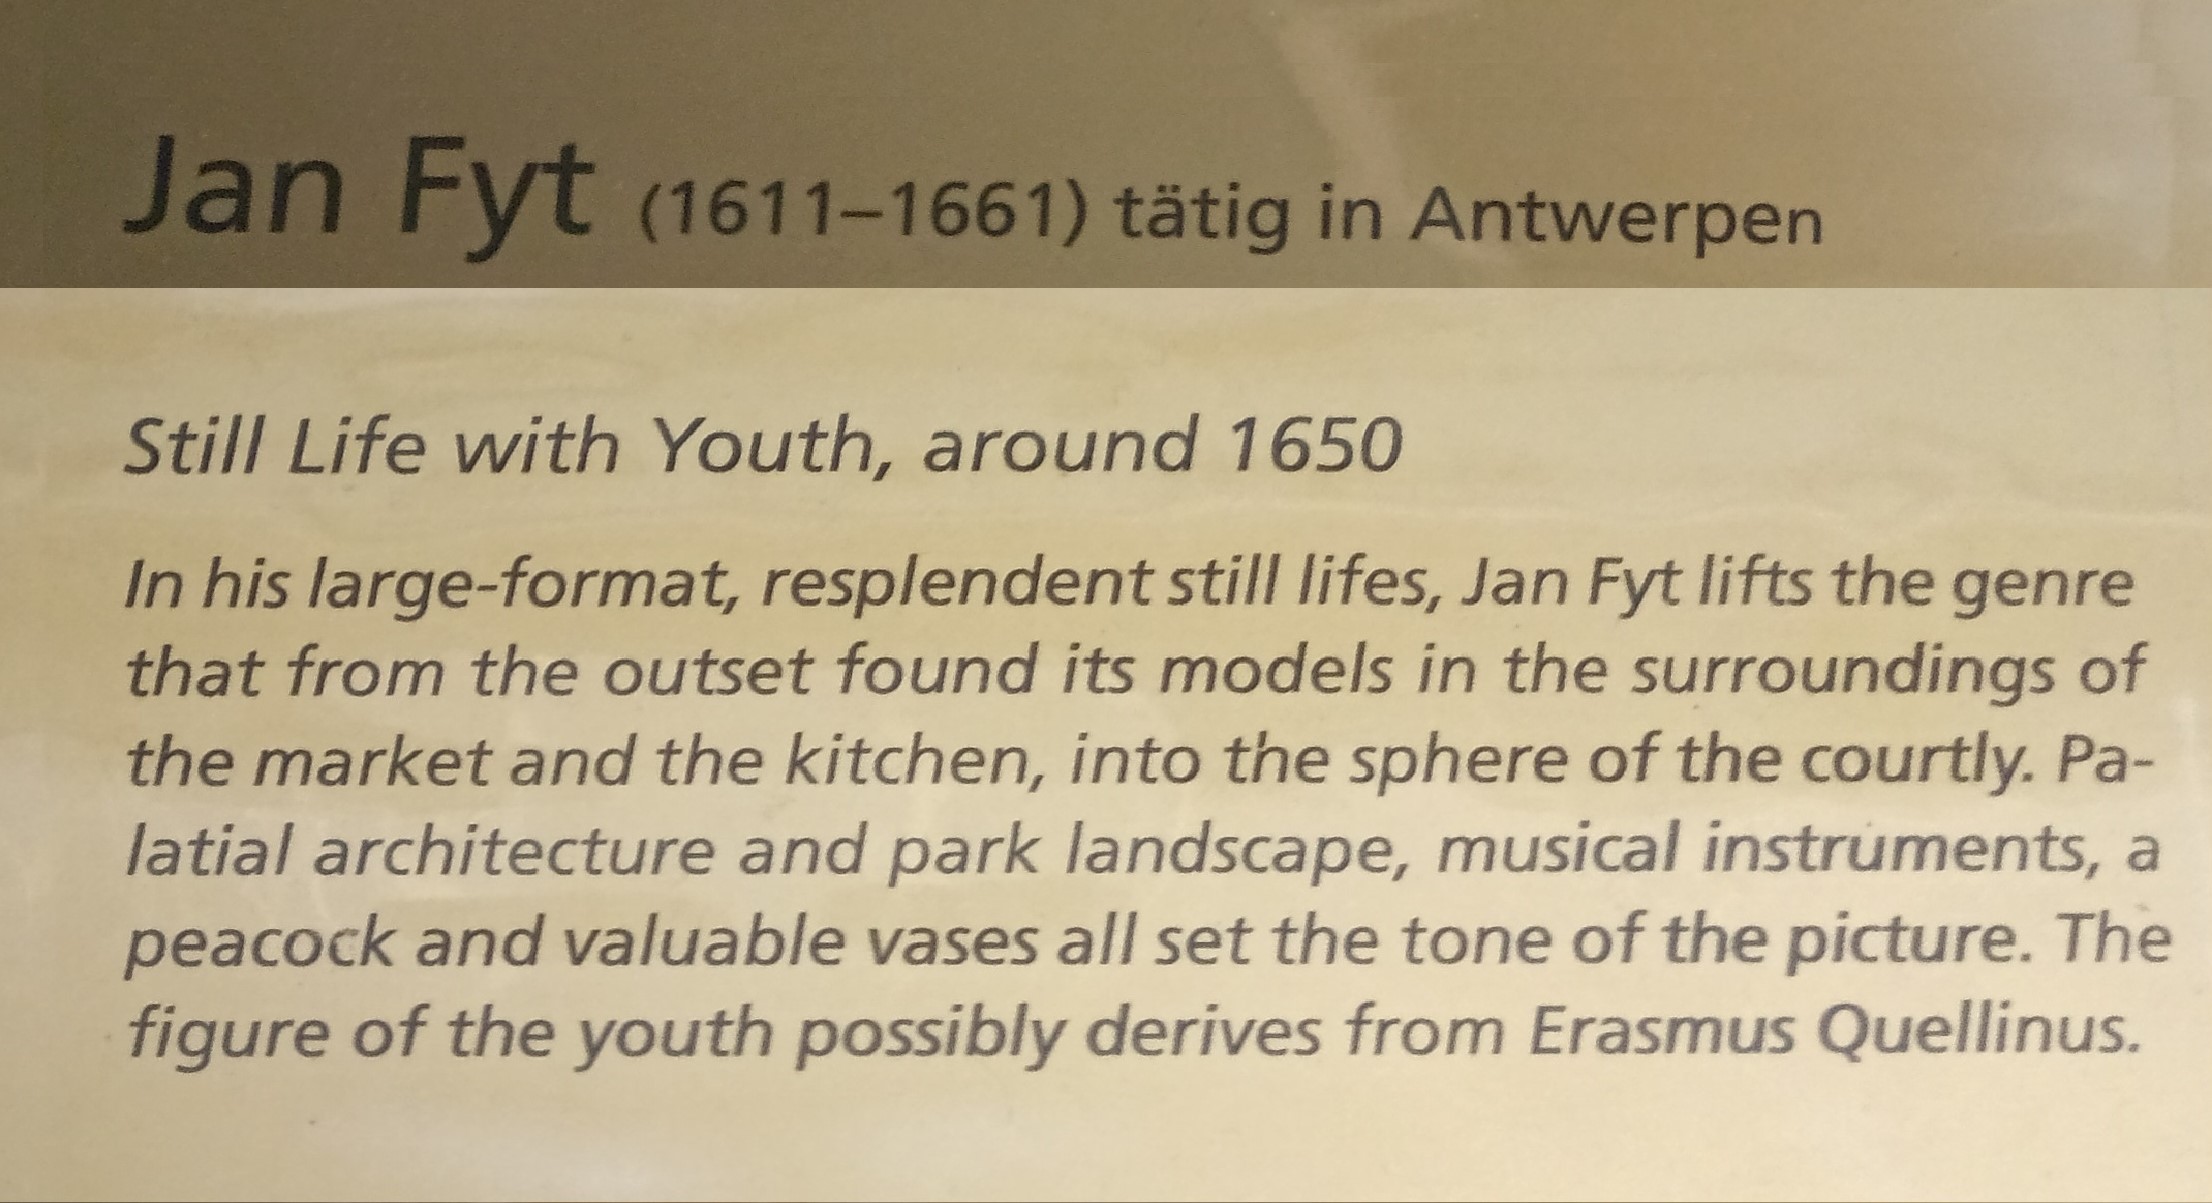 Jan Fyt (1611–1661) tätig in Antwerpen
Still Life with Youth, around 1650
In his large-format, resplendent still lifes, Jan Fyt lifts the genre
that from the outset found its models in the surroundings of
the market and the kitchen, into the sphere of the courtly. Pa-
latial architecture and park landscape, musical instruments, a
peacock and valuable vases all set the tone of the picture. The
figure of the youth possibly derives from Erasmus Quellinus.